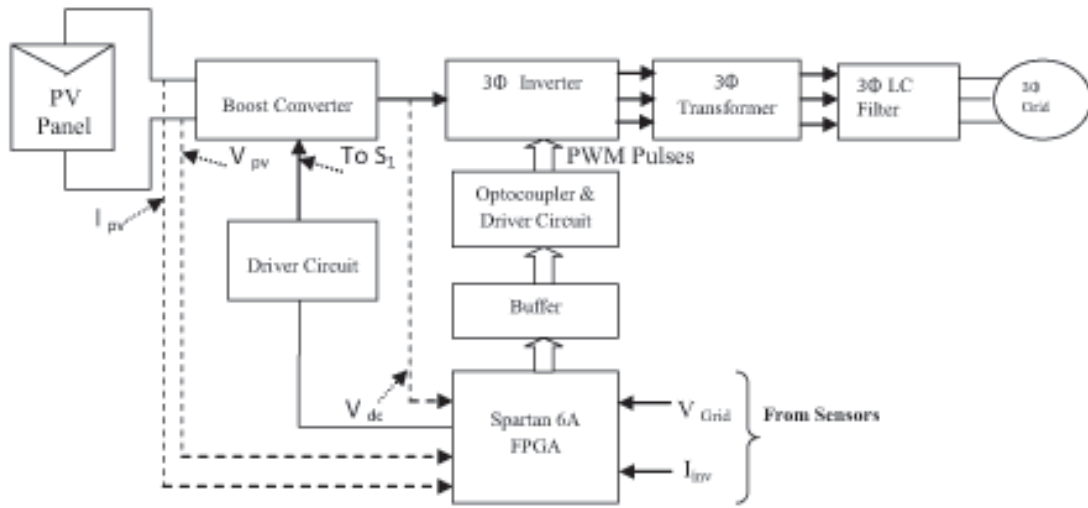 PV
Panel
Boost Converter
3Φ Inverter
3Φ
Transformer
3Φ LC
Filter
3Φ
Grid
V pv
To S1
PWM Pulses
I pv
Optocoupler &
Driver Circuit
Driver Circuit
Buffer
V dc
Spartan 6A
FPGA
V Grid
From Sensors
Iinv